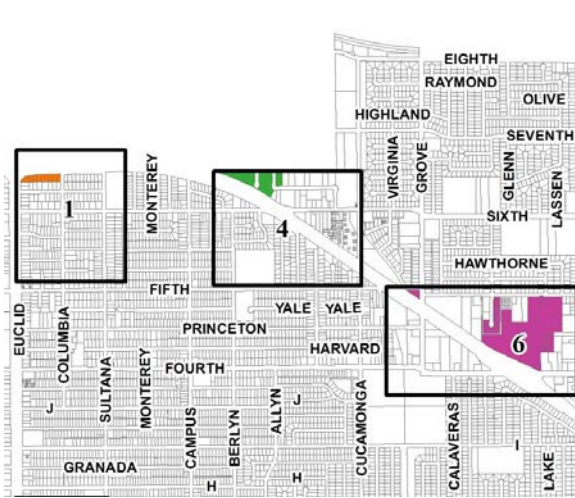 EIGHTH
RAYMOND
OLIVE
HIGHLAND
SEVENTH
MONTEREY
VIRGINIA
GROVE
GLENN
LASSEN
1
4
SIXTH
HAWTHORNE
FIFTH
YALE YALE
EUCLID
COLUMBIA
PRINCETON
HARVARD
6
SULTANA
MONTEREY
FOURTH
J
J
CAMPUS
BERLYN
ALLYN
CUCAMONGA
CALAVERAS
I
LAKE
GRANADA
H
H